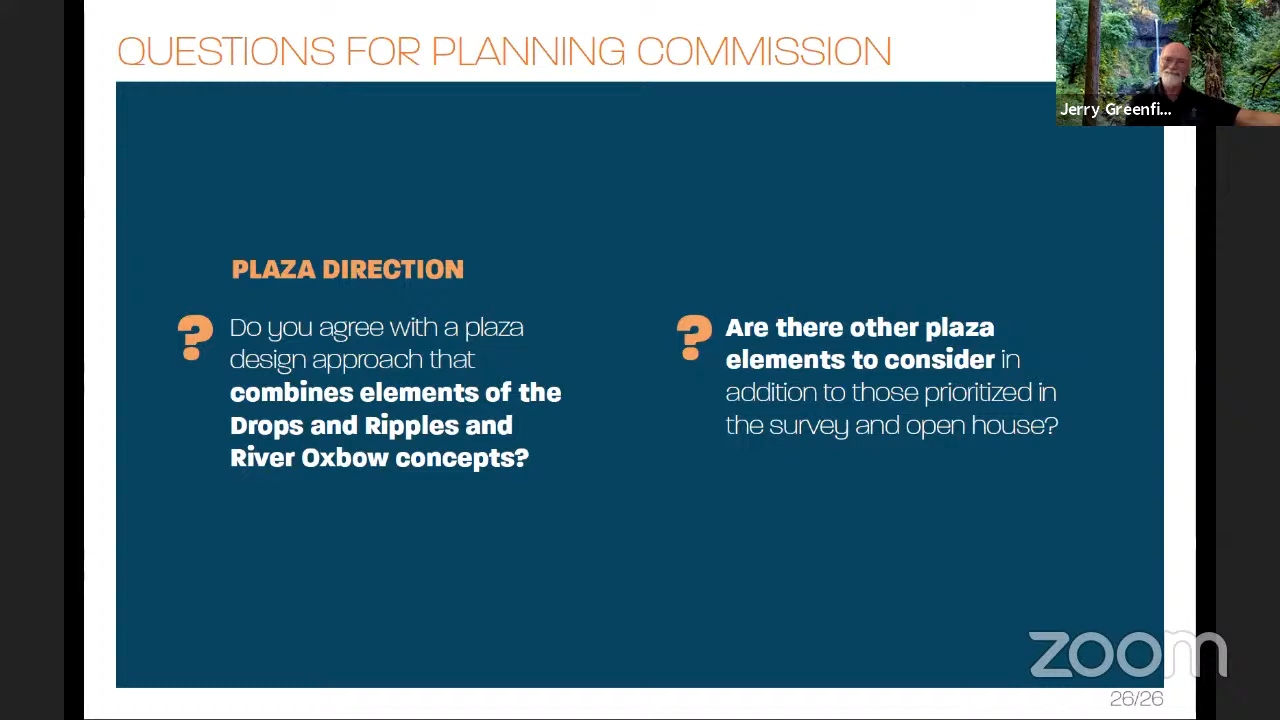 QUESTIONS FOR PLANNING COMMISSION
Jerry Greenfi...
PLAZA DIRECTION
? Do you agree with a plaza
design approach that
combines elements of the
Drops and Ripples and
River Oxbow concepts?
? Are there other plaza
elements to consider in
addition to those prioritized in
the survey and open house?
zoom
26/26